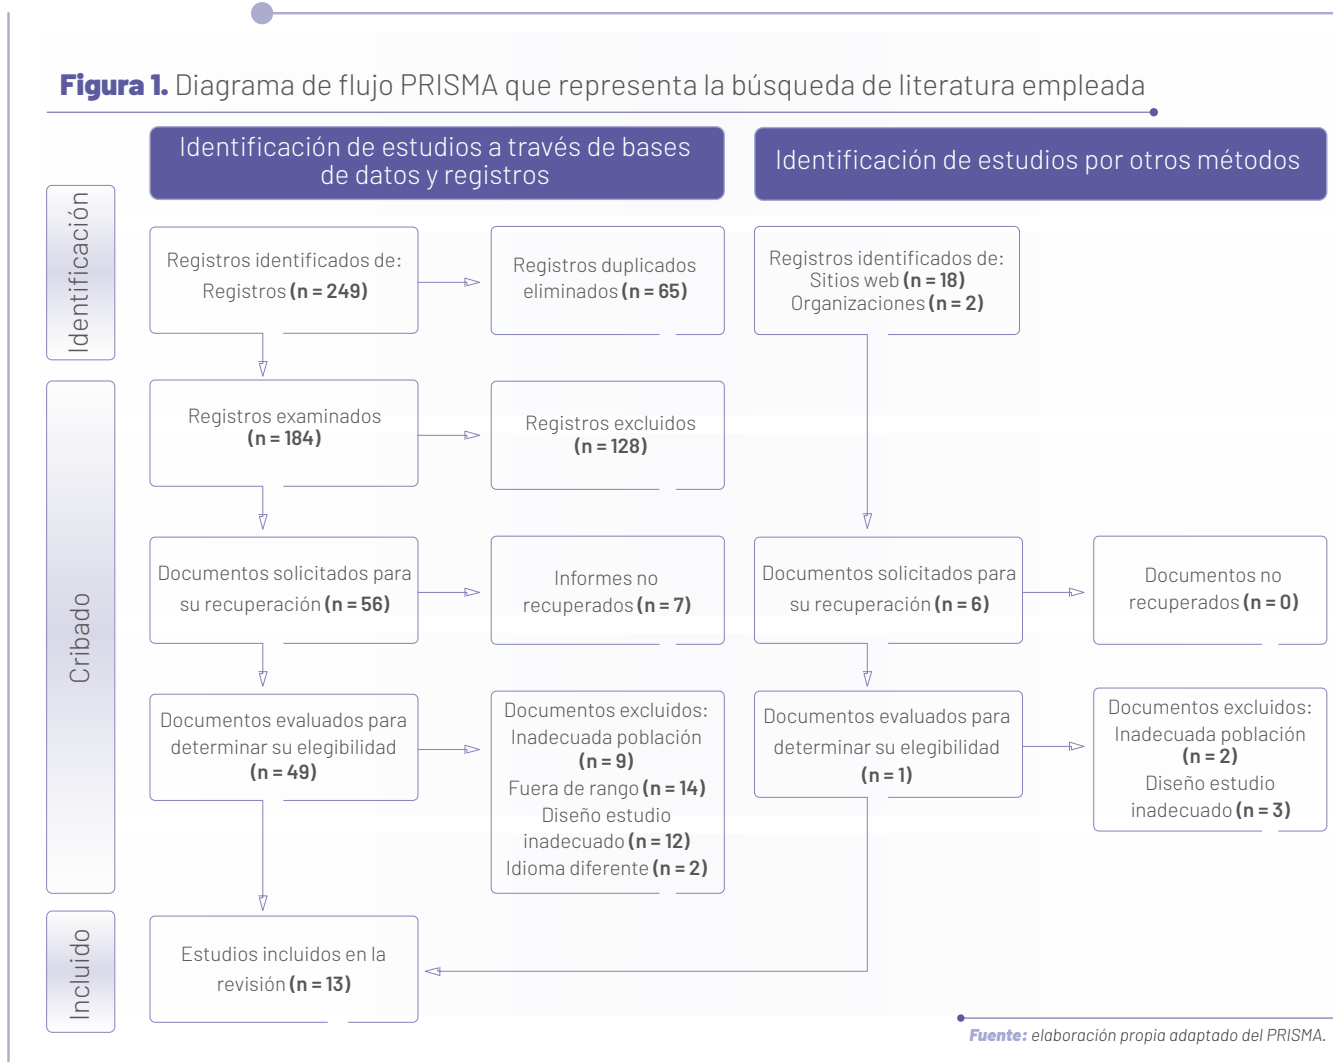 Figura 1. Diagrama de flujo PRISMA que representa la búsqueda de literatura empleada
Identificación de estudios a través de bases
de datos y registros
Identificación de estudios por otros métodos
Identificación
Registros identificados de:
Registros (n = 249)
Registros duplicados
eliminados (n = 65)
Registros identificados de:
Sitios web (n = 18)
Organizaciones (n = 2)
Cribado
Registros examinados
(n = 184)
Registros excluidos
(n = 128)
Documentos solicitados para
su recuperación (n = 56)
Informes no
recuperados (n = 7)
Documentos solicitados para
su recuperación (n = 6)
Documentos no
recuperados (n = 0)
Documentos evaluados para
determinar su elegibilidad
(n = 49)
Documentos excluidos:
Inadecuada población
(n = 9)
Fuera de rango (n = 14)
Diseño estudio
inadecuado (n = 12)
Idioma diferente (n = 2)
Documentos evaluados para
determinar su elegibilidad
(n = 1)
Documentos excluidos:
Inadecuada población
(n = 2)
Diseño estudio
inadecuado (n = 3)
Incluido
Estudios incluidos en la
revisión (n = 13)
Fuente: elaboración propia adaptado del PRISMA.